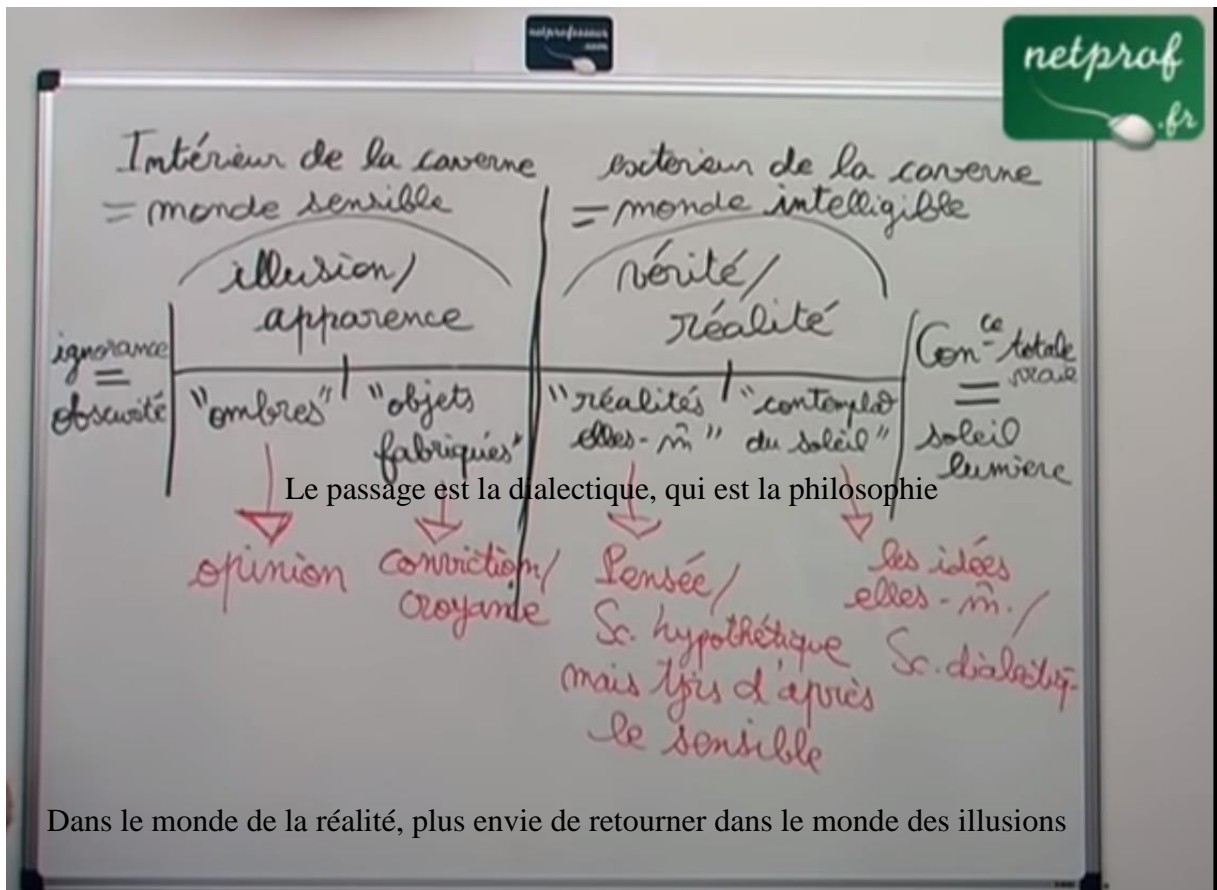 netprofesseur
.com
netprof
.fr
Intérieur de la caverne
= monde sensible
exterieur de la caverne
= monde intelligible
illusion/
apparence
vérité/
réalité
ignorance
=
obscurité
"ombres"
"objets
fabriqués"
"réalités
elles-m̂"
"contemplat°
du soleil"
Con^ce totale
vraie
=
soleil
lumiere
Le passage est la dialectique, qui est la philosophie
opinion
conviction/
croyance
Pensée/
Sc. hypothétique
mais tjrs d'après
le sensible
les idées
elles-m̂./
Sc. dialectiq-
Dans le monde de la réalité, plus envie de retourner dans le monde des illusions